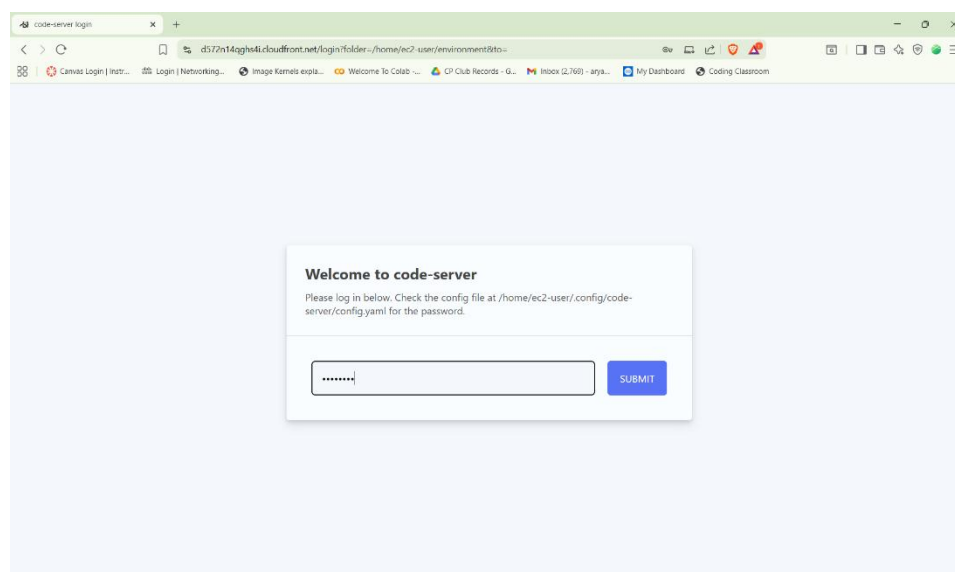 code-server login
d572n14qghs4i.cloudfront.net/login?folder=/home/ec2-user/environment&to=
Canvas Login | Instr... Login | Networking... Image Kernels expla... Welcome To Colab -... CP Club Records - G... Inbox (2,769) - arya... My Dashboard Coding Classroom
Welcome to code-server
Please log in below. Check the config file at /home/ec2-user/.config/code-
server/config.yaml for the password.
SUBMIT